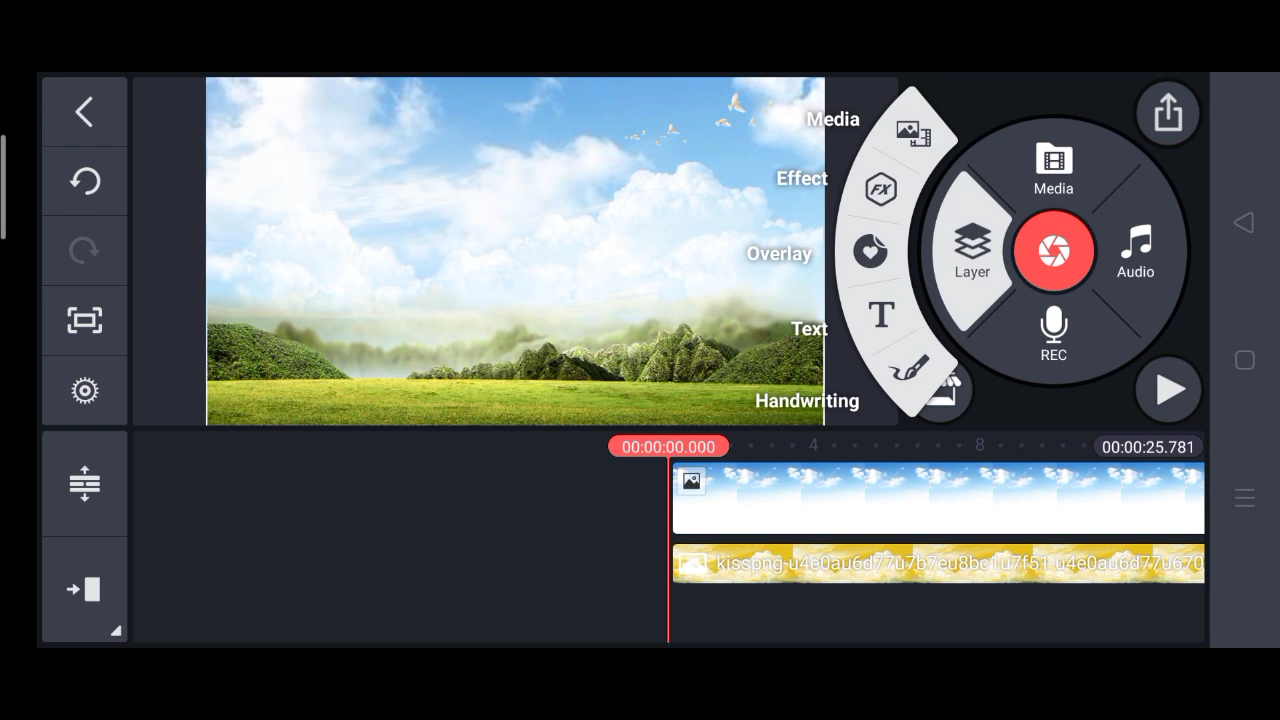 Media
Effect
Overlay
Text
Handwriting
FX
T
Media
Layer
Audio
REC
00:00:00.000
4
8
00:00:25.781
kisspng-u4e0au6d77u7b7eu8bc1u7f51-u4e0au6d77u670